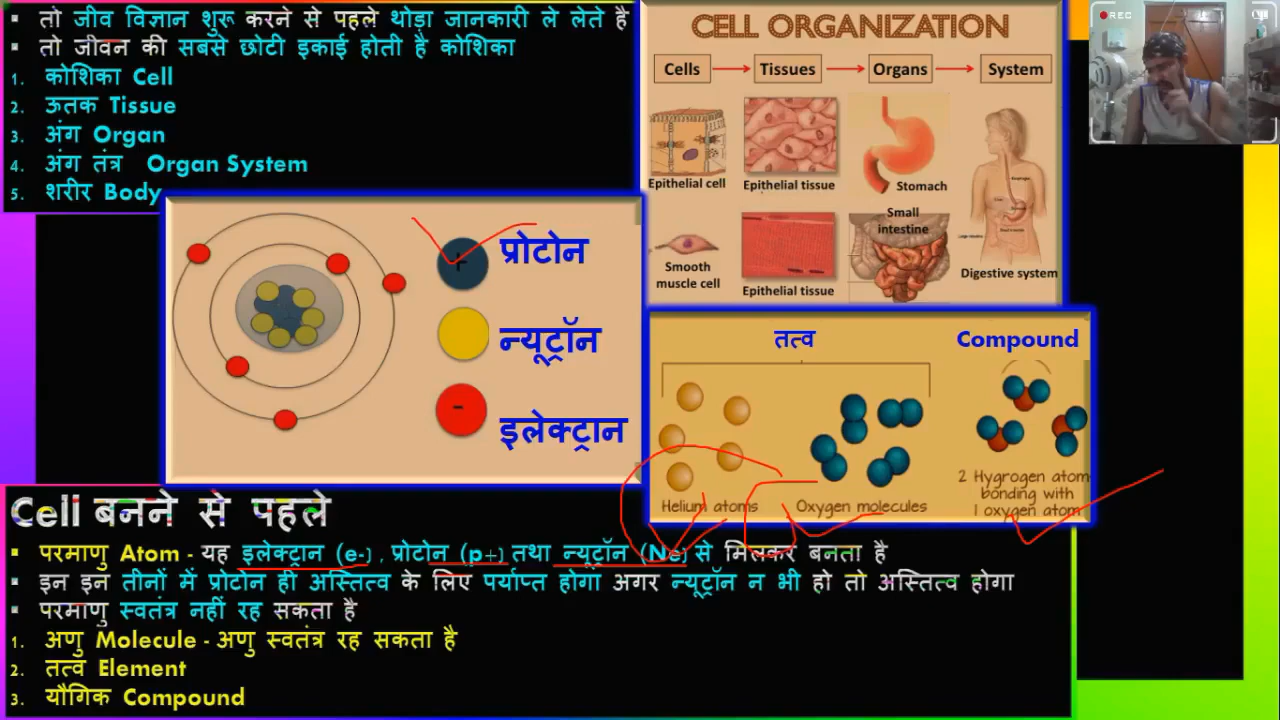 तो जीव विज्ञान शुरू करने से पहले थोड़ा जानकारी ले लेते है
तो जीवन की सबसे छोटी इकाई होती है कोशिका
1. कोशिका Cell
2. ऊतक Tissue
3. अंग Organ
4. अंग तंत्र Organ System
5. शरीर Body
CELL ORGANIZATION
Cells Tissues Organs System
Epithelial cell
Epithelial tissue
Stomach
Small
intestine
Smooth
muscle cell
Epithelial tissue
Digestive system
REC
+ प्रोटोन
न्यूट्रॉन
- इलेक्ट्रान
तत्व
Compound
Helium atoms
Oxygen molecules
2 Hygrogen atom
bonding with
1 oxygen atom
Cell बनने से पहले
परमाणु Atom - यह इलेक्ट्रान (e-) , प्रोटोन (p+) तथा न्यूट्रॉन (Ne) से मिलकर बनता है
इन इन तीनों में प्रोटोन ही अस्तित्व के लिए पर्याप्त होगा अगर न्यूट्रॉन न भी हो तो अस्तित्व होगा
परमाणु स्वतंत्र नहीं रह सकता है
1. अणु Molecule - अणु स्वतंत्र रह सकता है
2. तत्व Element
3. यौगिक Compound